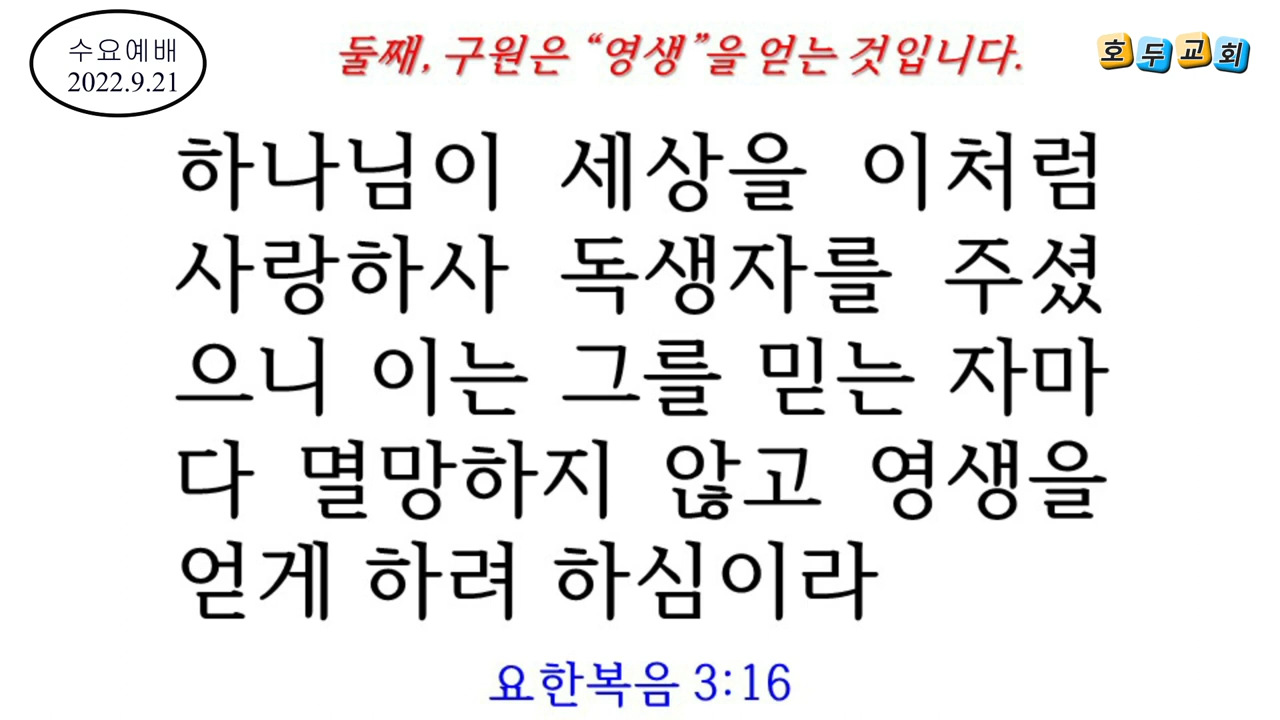 수요예배
2022.9.21
둘째, 구원은 “영생”을 얻는 것입니다.
호두교회
하나님이 세상을 이처럼
사랑하사 독생자를 주셨
으니 이는 그를 믿는 자마
다 멸망하지 않고 영생을
얻게 하려 하심이라
요한복음 3:16